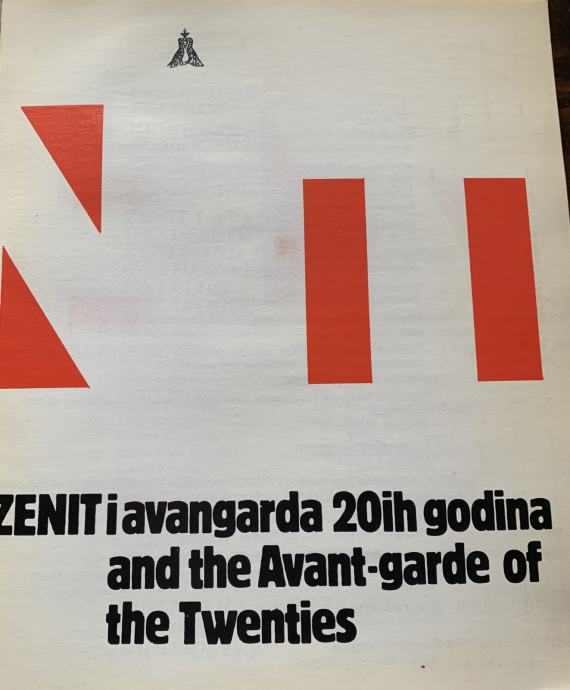 ZENIT i avangarda 20ih godina
and the Avant-garde of
the Twenties